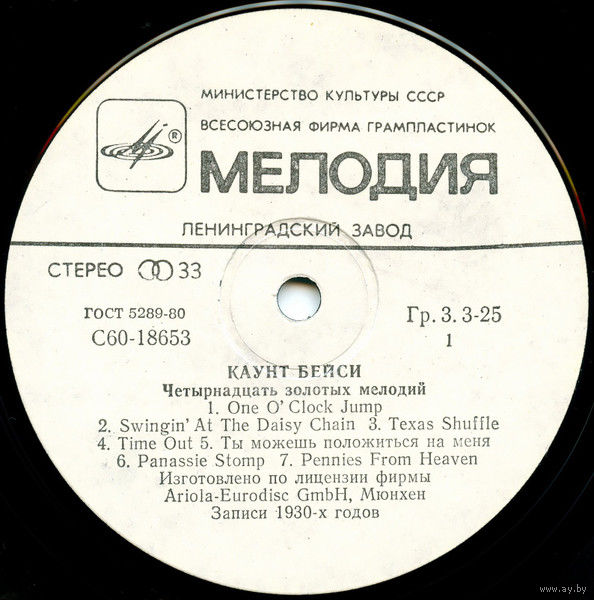 МИНИСТЕРСТВО КУЛЬТУРЫ СССР
ВСЕСОЮЗНАЯ ФИРМА ГРАМПЛАСТИНОК
®
МЕЛОДИЯ
ЛЕНИНГРАДСКИЙ ЗАВОД
СТЕРЕО 33
ГОСТ 5289-80
С60-18653
Гр. 3. 3-25
1
КАУНТ БЕЙСИ
Четырнадцать золотых мелодий
1. One O' Clock Jump
2. Swingin' At The Daisy Chain 3. Texas Shuffle
4. Time Out 5. Ты можешь положиться на меня
6. Panassie Stomp 7. Pennies From Heaven
Изготовлено по лицензии фирмы
Ariola-Eurodisc GmbH, Мюнхен
Записи 1930-х годов
www.ay.by